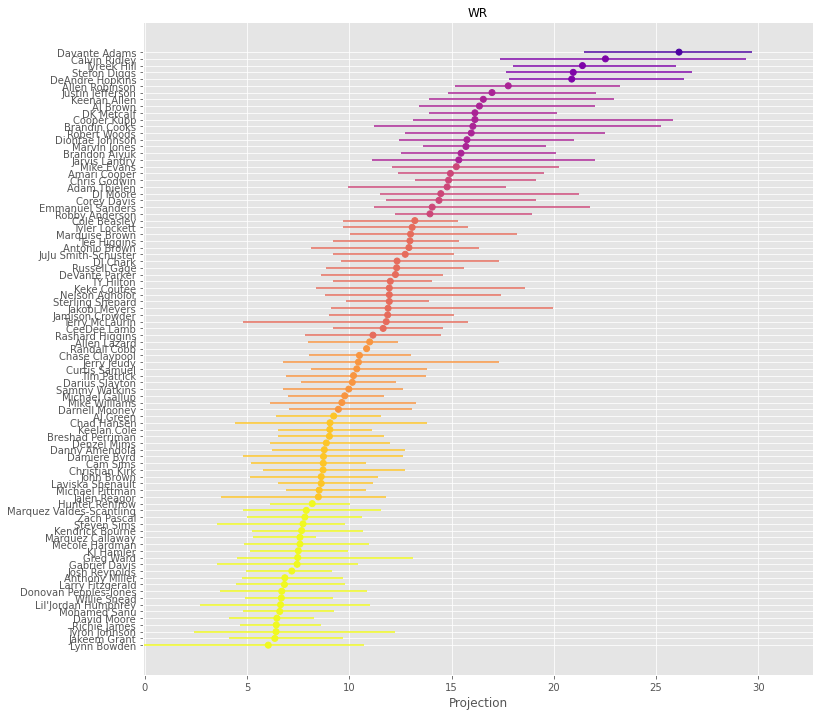 WR
Davante Adams
Calvin Ridley
Tyreek Hill
Stefon Diggs
DeAndre Hopkins
Allen Robinson
Justin Jefferson
Keenan Allen
AJ Brown
DK Metcalf
Cooper Kupp
Brandin Cooks
Robert Woods
Diontae Johnson
Marvin Jones
Brandon Aiyuk
Jarvis Landry
Mike Evans
Amari Cooper
Chris Godwin
Adam Thielen
DJ Moore
Corey Davis
Emmanuel Sanders
Robby Anderson
Cole Beasley
Tyler Lockett
Marquise Brown
Tee Higgins
Antonio Brown
JuJu Smith-Schuster
DJ Chark
Russell Gage
DeVante Parker
TY Hilton
Keke Coutee
Nelson Agholor
Sterling Shepard
Jakobi Meyers
Jamison Crowder
Terry McLaurin
CeeDee Lamb
Rashard Higgins
Allen Lazard
Randall Cobb
Chase Claypool
Jerry Jeudy
Curtis Samuel
Tim Patrick
Darius Slayton
Sammy Watkins
Michael Gallup
Mike Williams
Darnell Mooney
AJ Green
Chad Hansen
Keelan Cole
Breshad Perriman
Denzel Mims
Danny Amendola
Damiere Byrd
Cam Sims
Christian Kirk
John Brown
Laviska Shenault
Michael Pittman
Jalen Reagor
Hunter Renfrow
Marquez Valdes-Scantling
Zach Pascal
Steven Sims
Kendrick Bourne
Marquez Callaway
Mecole Hardman
KJ Hamler
Greg Ward
Gabriel Davis
Josh Reynolds
Anthony Miller
Larry Fitzgerald
Donovan Peoples-Jones
Willie Snead
Lil'Jordan Humphrey
Mohamed Sanu
David Moore
Richie James
Tyron Johnson
Jakeem Grant
Lynn Bowden
0 5 10 15 20 25 30
Projection